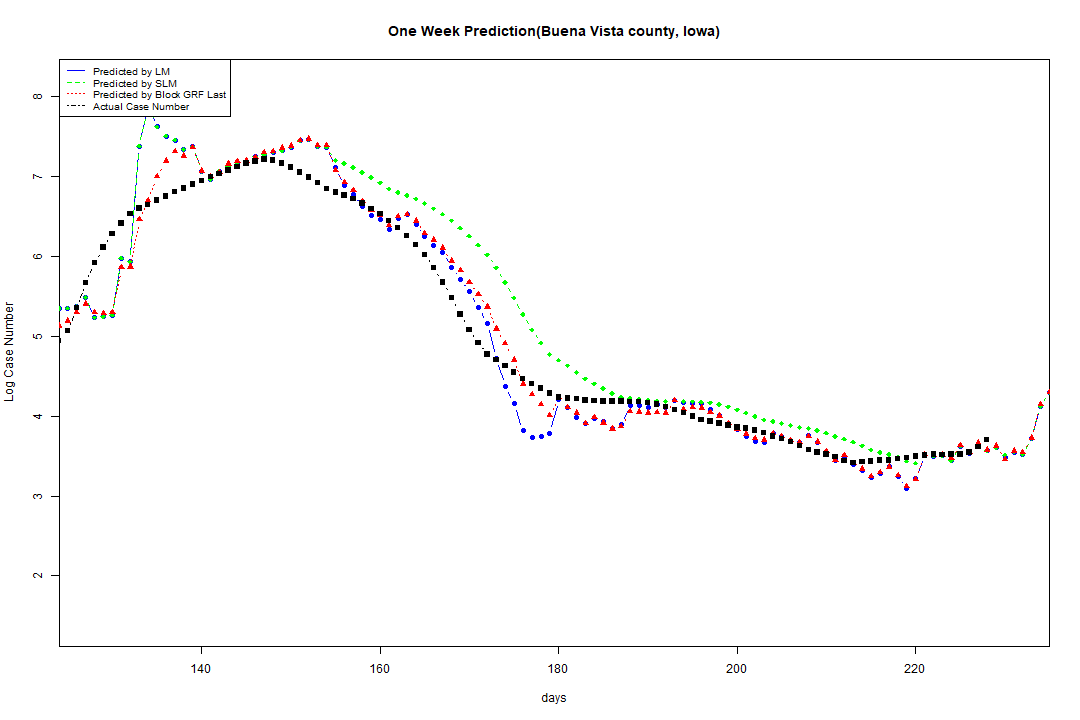 One Week Prediction(Buena Vista county, Iowa)
Predicted by LM
Predicted by SLM
Predicted by Block GRF Last
Actual Case Number
8
7
6
5
4
3
2
Log Case Number
140 160 180 200 220
days